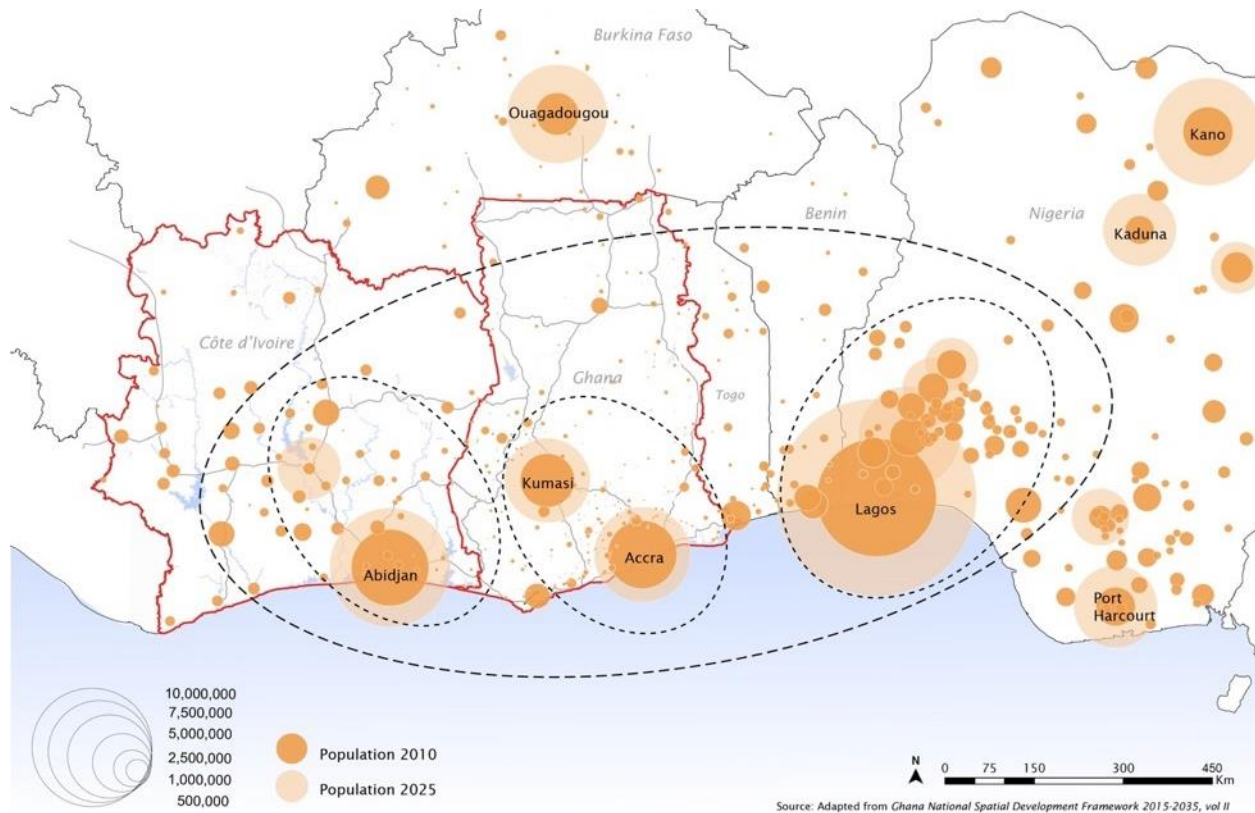 Burkina Faso
Ouagadougou
Kano
Benin
Nigeria
Kaduna
Côte d'Ivoire
Ghana
Togo
Kumasi
Lagos
Accra
Abidjan
Port
Harcourt
10,000,000
7,500,000
5,000,000
2,500,000
1,000,000
500,000
Population 2010
Population 2025
N
0 75 150 300 450
Km
Source: Adapted from Ghana National Spatial Development Framework 2015-2035, vol II